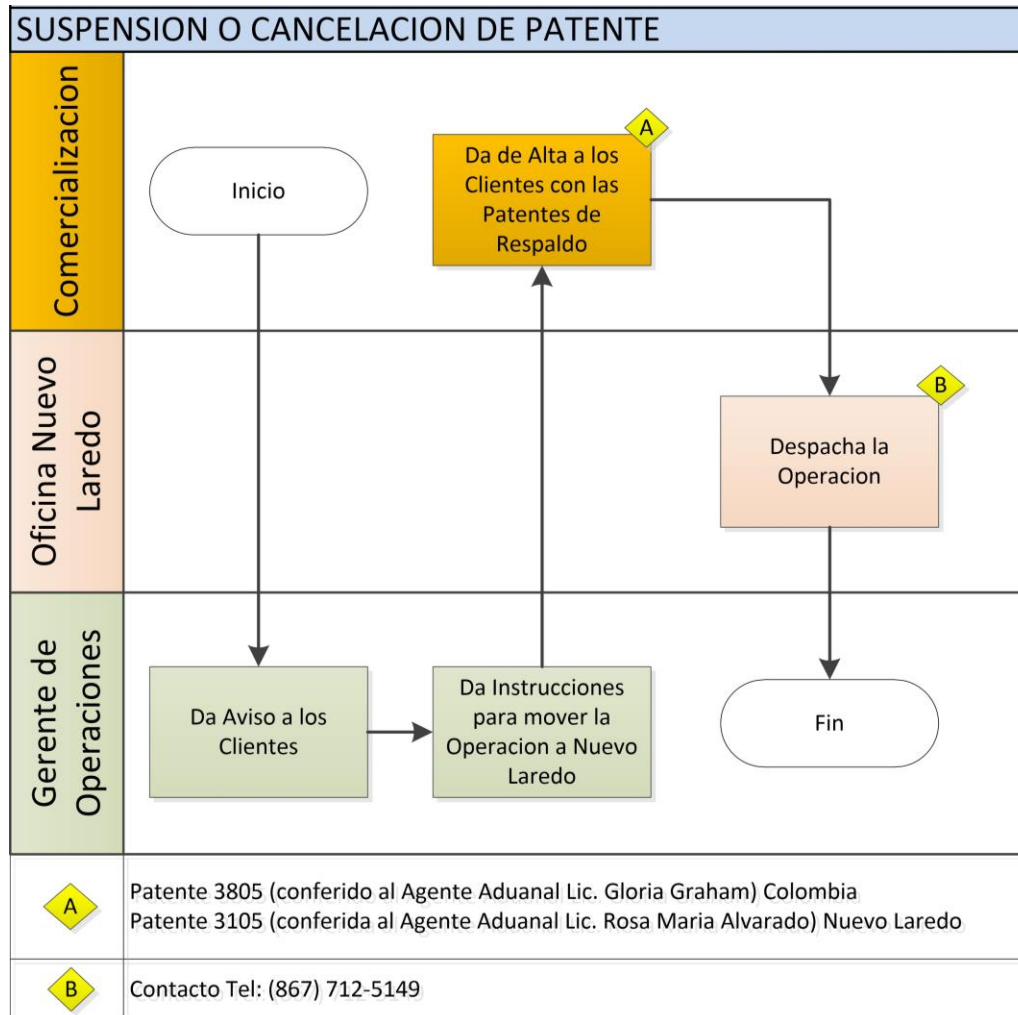 SUSPENSION O CANCELACION DE PATENTE
Comercializacion
Inicio
A
Da de Alta a los
Clientes con las
Patentes de
Respaldo
Oficina Nuevo
Laredo
B
Despacha la
Operacion
Gerente de
Operaciones
Da Aviso a los
Clientes
Da Instrucciones
para mover la
Operacion a Nuevo
Laredo
Fin
A
Patente 3805 (conferido al Agente Aduanal Lic. Gloria Graham) Colombia
Patente 3105 (conferida al Agente Aduanal Lic. Rosa Maria Alvarado) Nuevo Laredo
B
Contacto Tel: (867) 712-5149